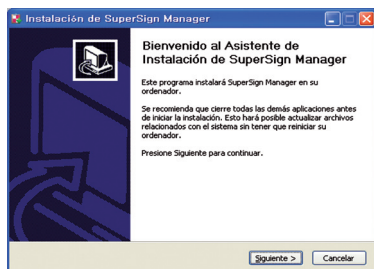 Instalación de SuperSign Manager
Bienvenido al Asistente de
Instalación de SuperSign Manager
Este programa instalará SuperSign Manager en su
ordenador.
Se recomienda que cierre todas las demás aplicaciones antes
de iniciar la instalación. Esto hará posible actualizar archivos
relacionados con el sistema sin tener que reiniciar su
ordenador.
Presione Siguiente para continuar.
Siguiente >
Cancelar